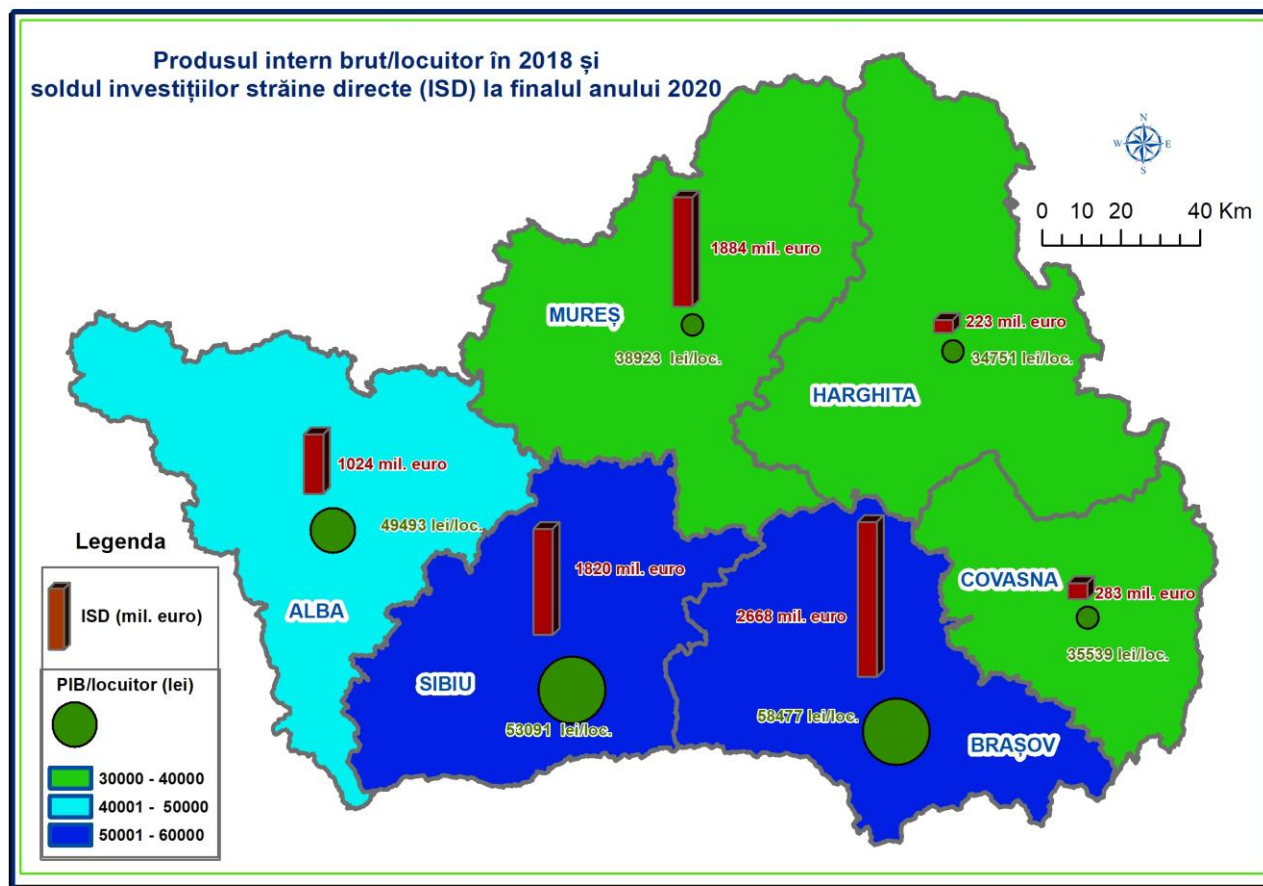 Produsul intern brut/locuitor în 2018 și
soldul investițiilor străine directe (ISD) la finalul anului 2020
N
W E
S
0 10 20 40 Km
1884 mil. euro
MUREȘ
38923 lei/loc.
223 mil. euro
34751 lei/loc.
HARGHITA
1024 mil. euro
49493 lei/loc.
ALBA
1820 mil. euro
SIBIU
53091 lei/loc.
2668 mil. euro
58477 lei/loc.
BRAȘOV
COVASNA
283 mil. euro
35539 lei/loc.
Legenda
ISD (mil. euro)
PIB/locuitor (lei)
30000 - 40000
40001 - 50000
50001 - 60000